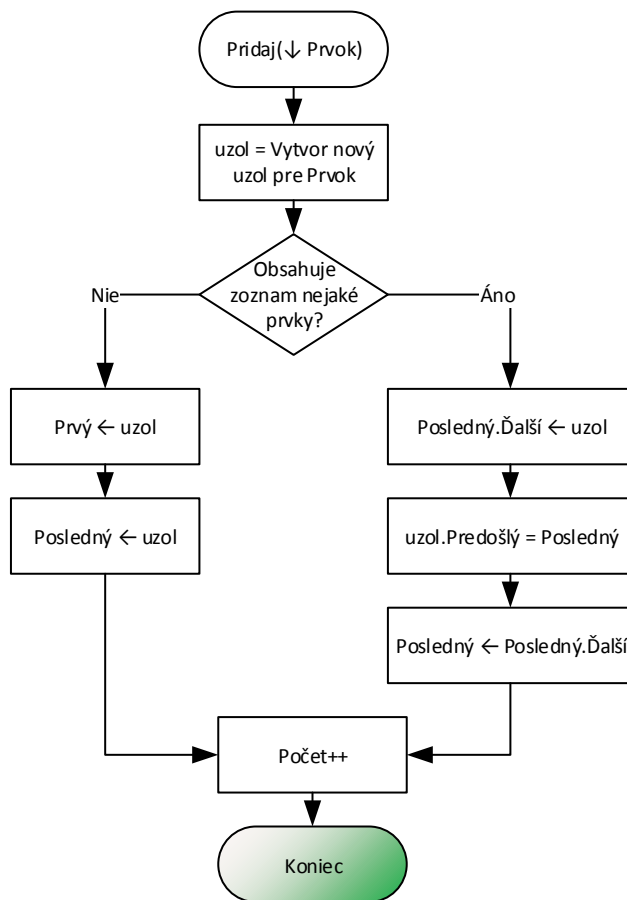 Pridaj(↓ Prvok)
uzol = Vytvor nový
uzol pre Prvok
Obsahuje
zoznam nejaké
prvky?
Nie
Áno
Prvý ← uzol
Posledný.Ďalší ← uzol
Posledný ← uzol
uzol.Predošlý = Posledný
Posledný ← Posledný.Ďalší
Počet++
Koniec